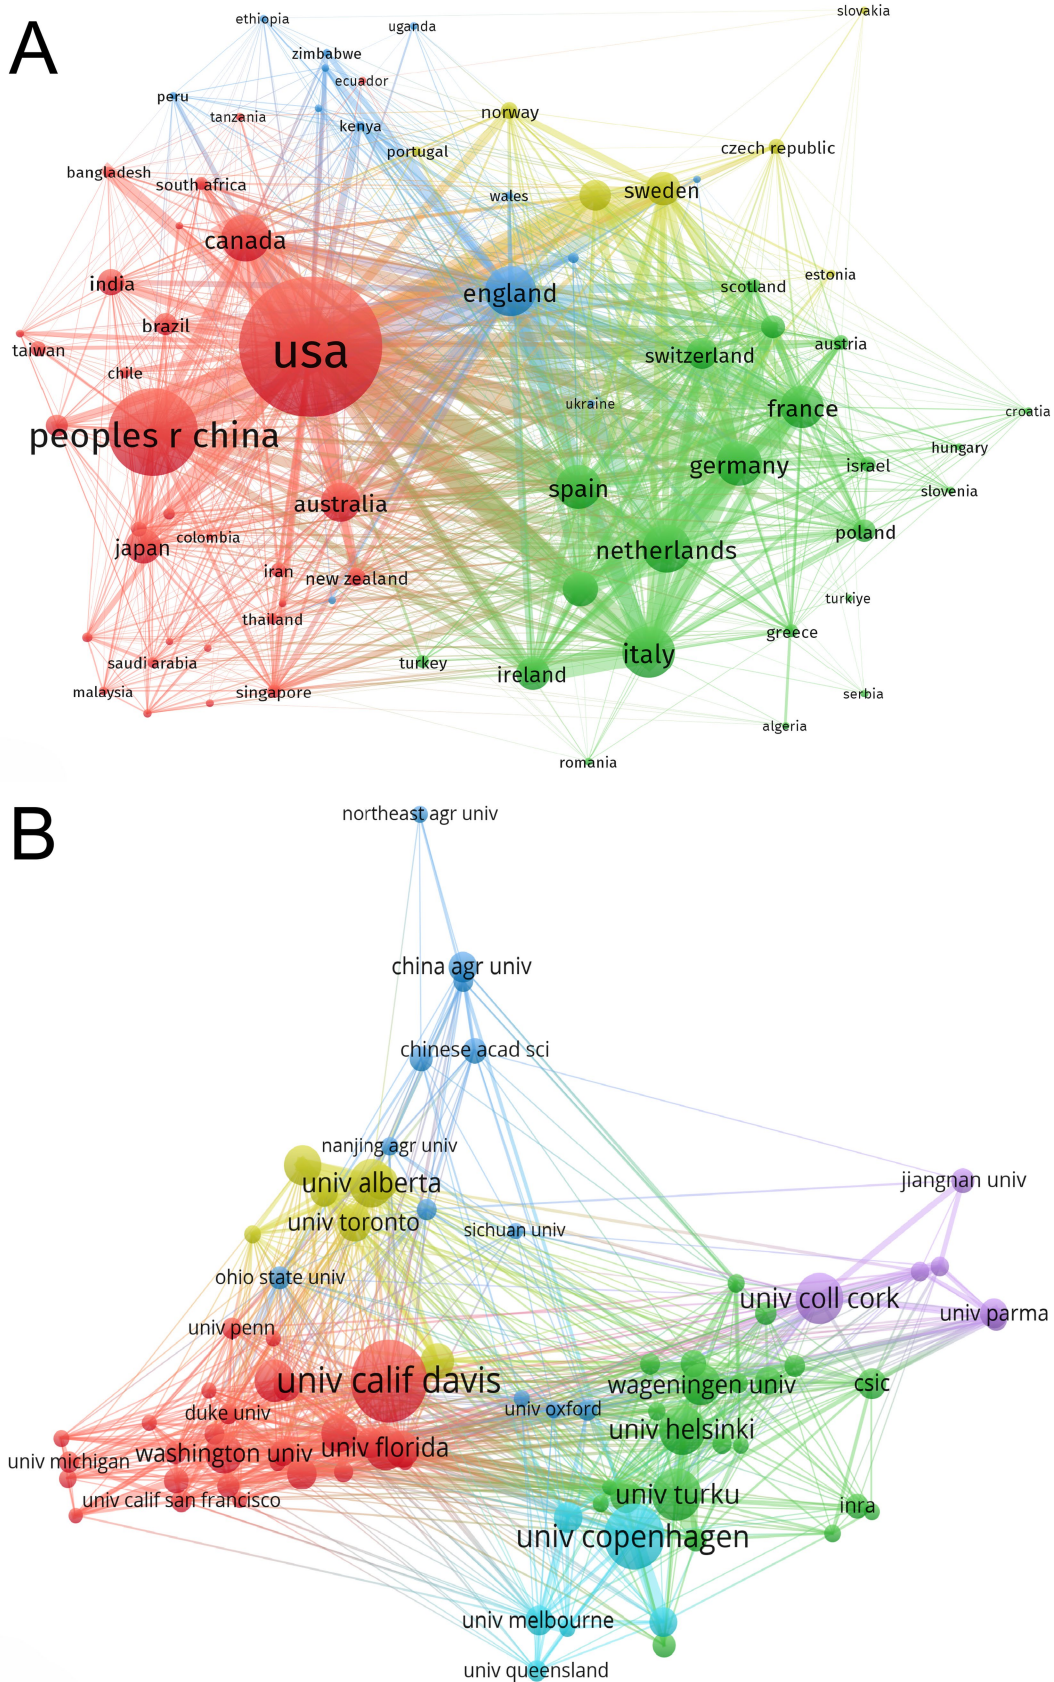 A
ethiopia
uganda
slovakia
zimbabwe
ecuador
peru
tanzania
norway
kenya
portugal
czech republic
bangladesh
south africa
wales
sweden
canada
india
england
scotland
estonia
brazil
taiwan
usa
switzerland
austria
chile
ukraine
france
croatia
peoples r china
hungary
germany
israel
spain
slovenia
australia
colombia
japan
netherlands
poland
iran
new zealand
turkiye
thailand
greece
saudi arabia
turkey
italy
ireland
malaysia
singapore
serbia
algeria
romania
B
northeast agr univ
china agr univ
chinese acad sci
nanjing agr univ
univ alberta
jiangnan univ
univ toronto
sichuan univ
ohio state univ
univ coll cork
univ parma
univ penn
univ calif davis
wageningen univ
csic
duke univ
univ oxford
univ helsinki
univ michigan
washington univ
univ florida
univ calif san francisco
univ turku
inra
univ copenhagen
univ melbourne
univ queensland